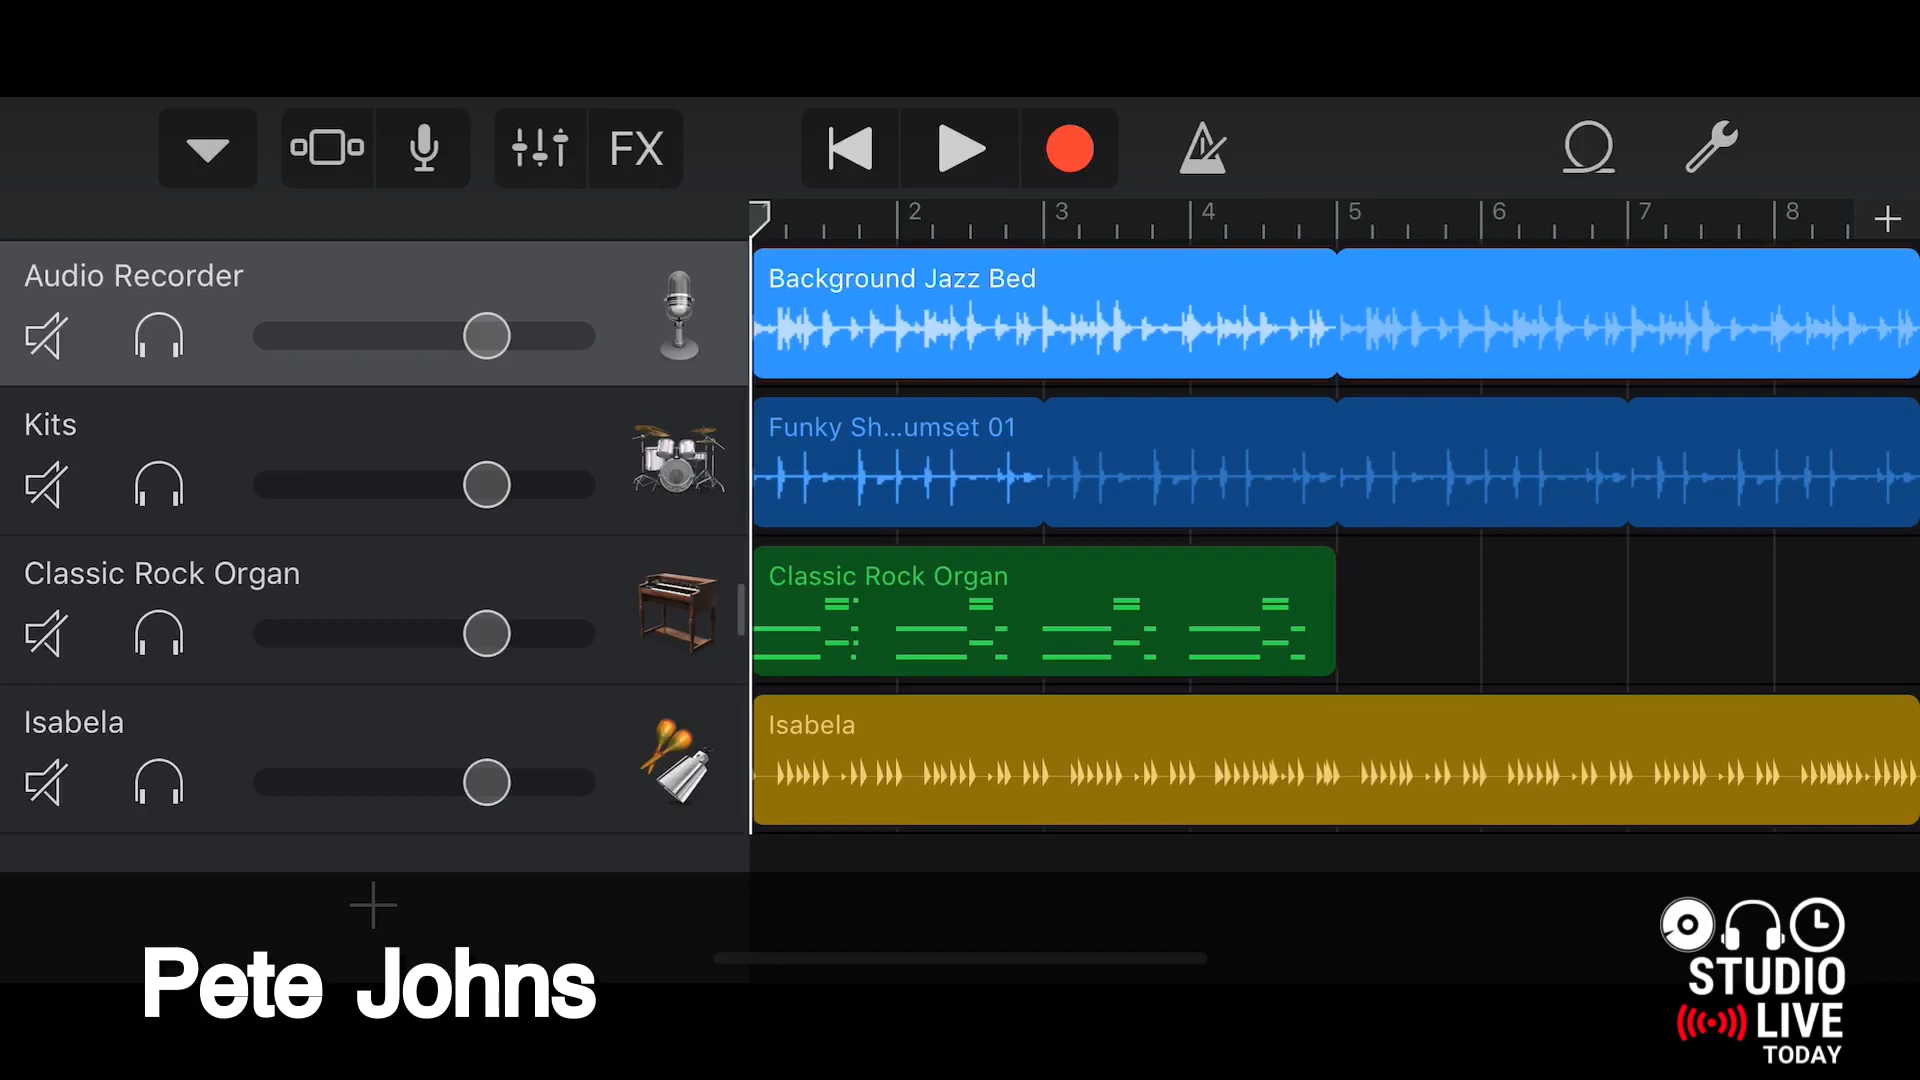 FX
2 3 4 5 6 7 8
Audio Recorder
Background Jazz Bed
Kits
Funky Sh...umset 01
Classic Rock Organ
Classic Rock Organ
Isabela
Isabela
Pete Johns
STUDIO
LIVE
TODAY